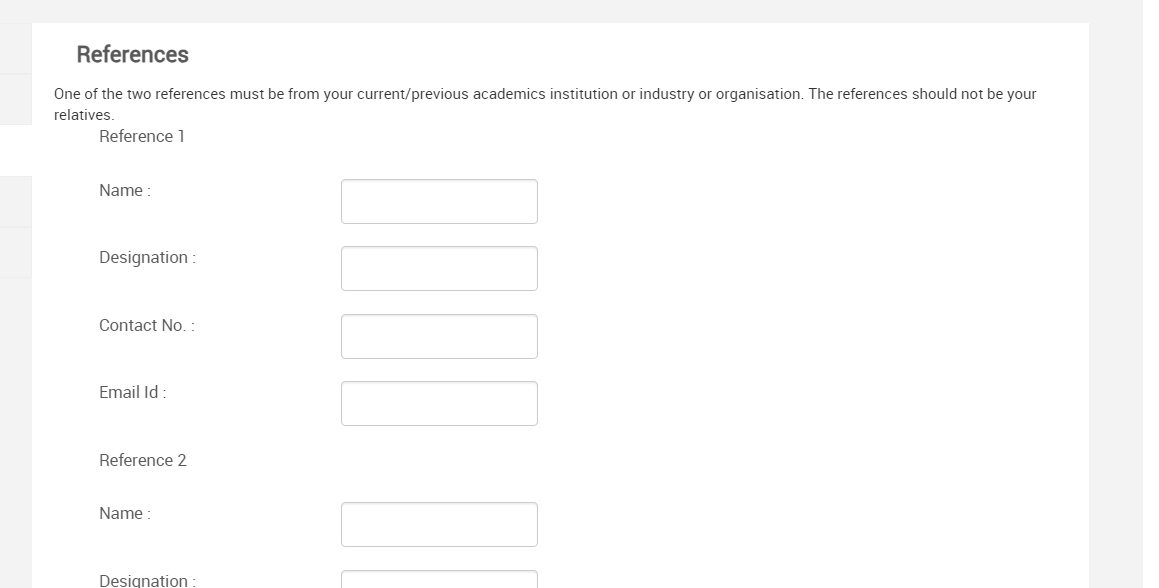 References
One of the two references must be from your current/previous academics institution or industry or organisation. The references should not be your
relatives.
Reference 1
Name :
Designation :
Contact No. :
Email Id :
Reference 2
Name :
Designation :